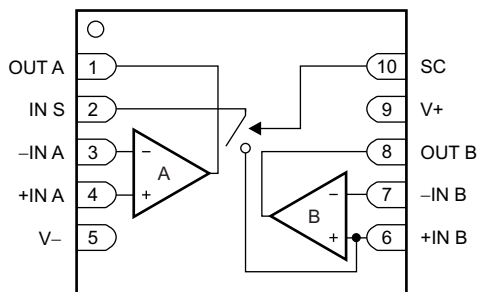 OUT A 1
IN S 2
–IN A 3
+IN A 4
V– 5
– A +
10 SC
9 V+
8 OUT B
7 –IN B
6 +IN B
– B +